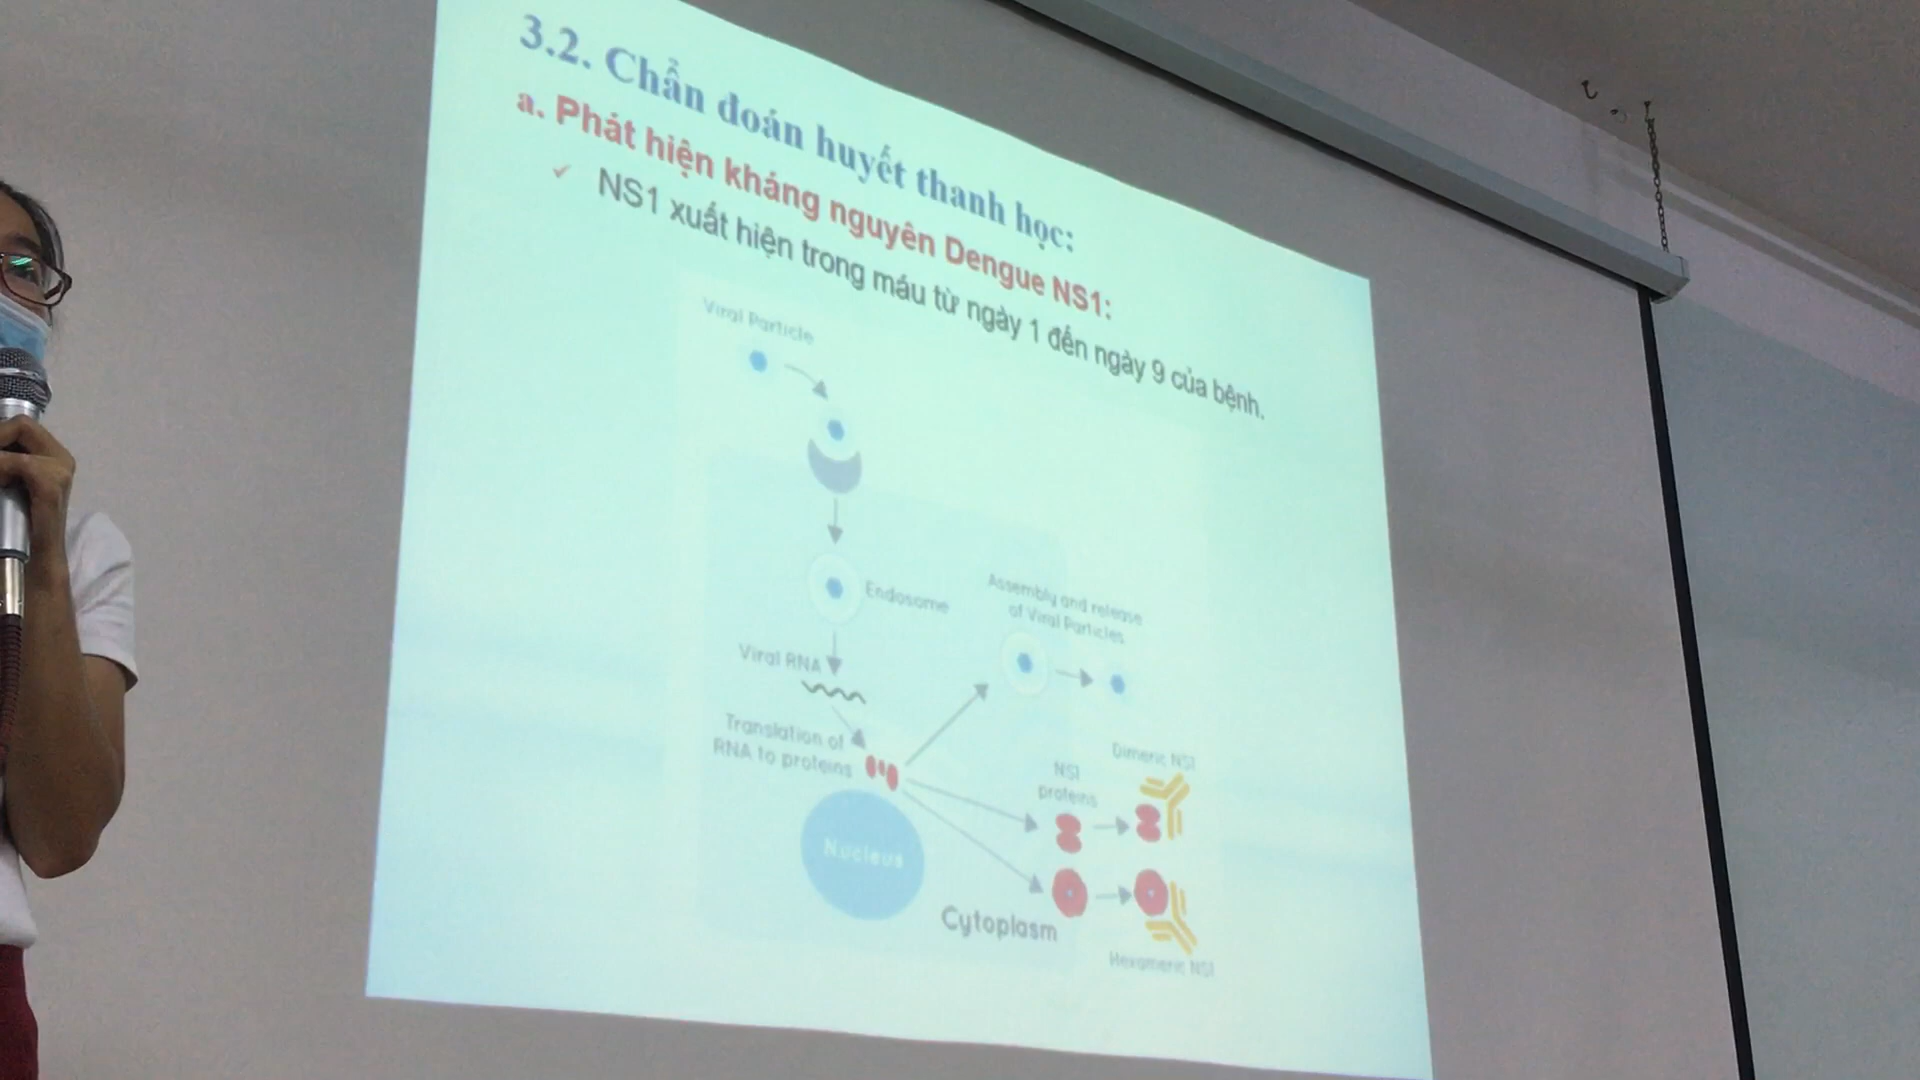 3.2. Chẩn đoán huyết thanh học:
a. Phát hiện kháng nguyên Dengue NS1:
✓ NS1 xuất hiện trong máu từ ngày 1 đến ngày 9 của bệnh.
Viral Particle
Endosome
Assembly and release
of Viral Particles
Viral RNA
Translation of
RNA to proteins
Dimeric NS1
NS1
proteins
Nucleus
Cytoplasm
Hexameric NS1